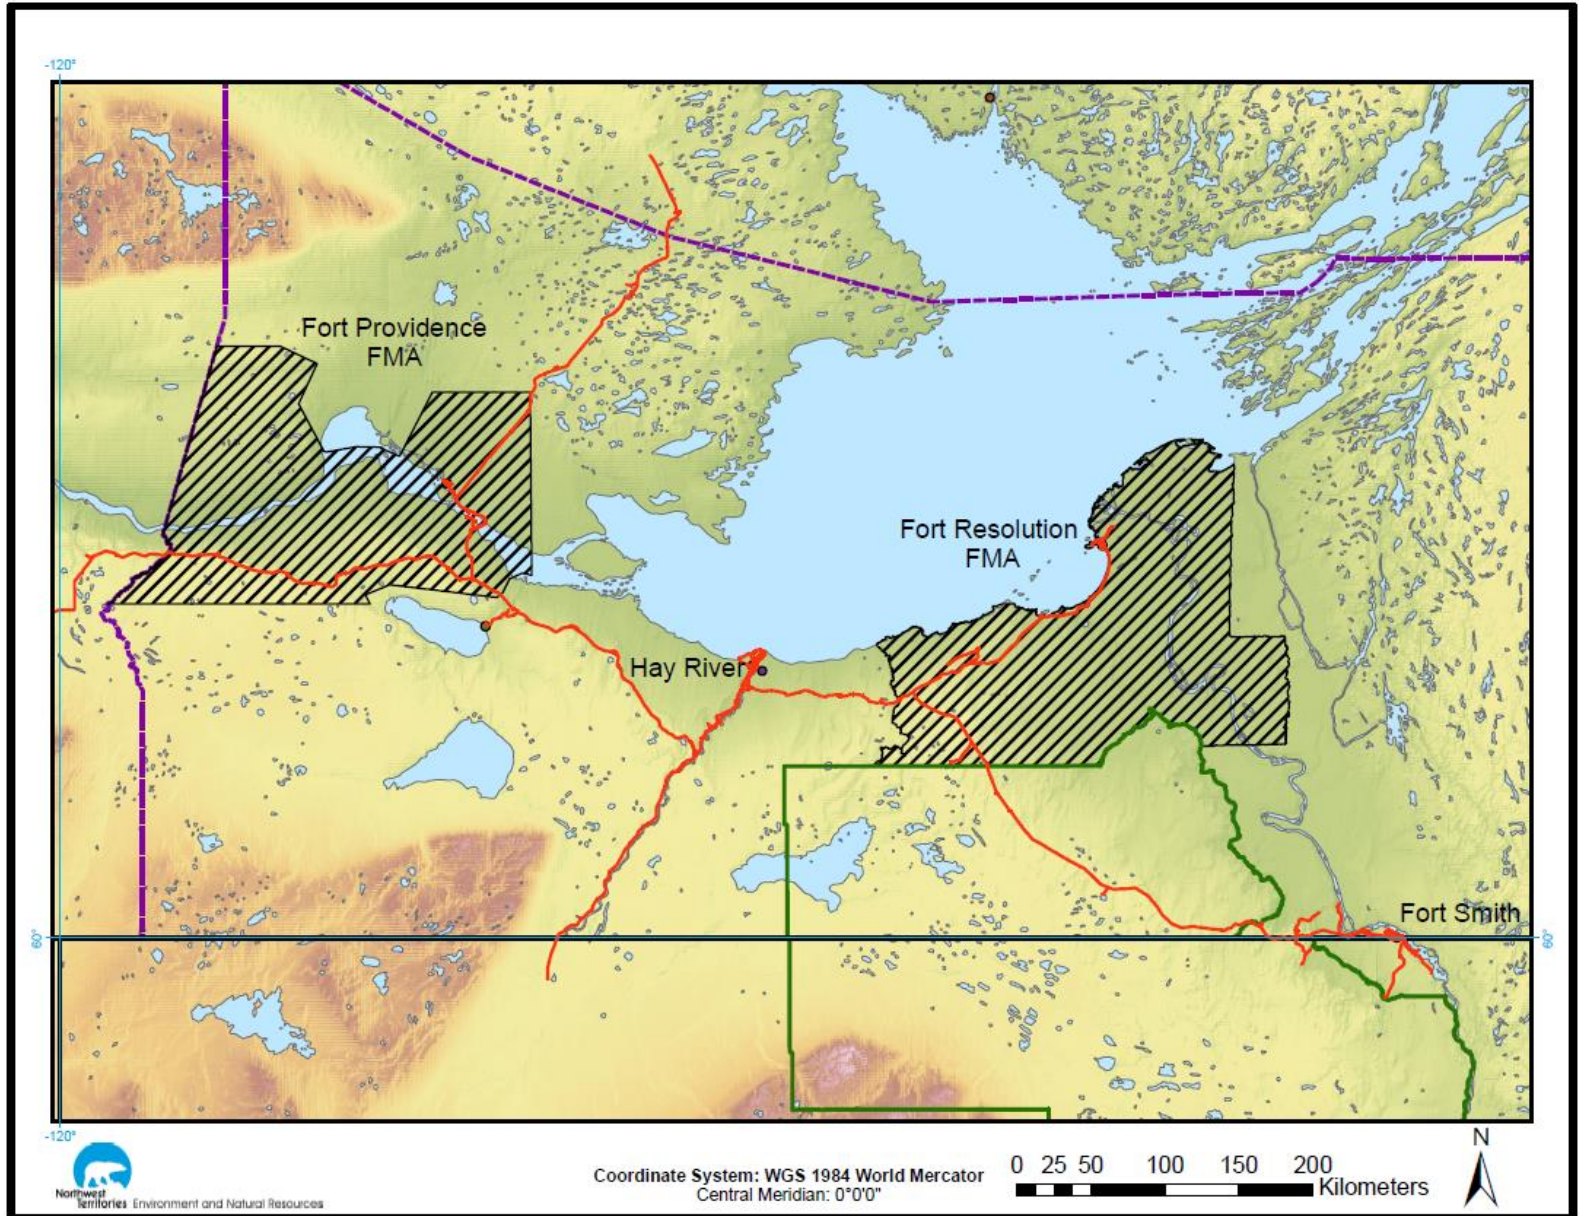 -120°
Fort Providence
FMA
Fort Resolution
FMA
Hay River
Fort Smith
60°
60°
-120°
N
Northwest
Territories Environment and Natural Resources
Coordinate System: WGS 1984 World Mercator
Central Meridian: 0°0'0"
0 25 50 100 150 200
Kilometers